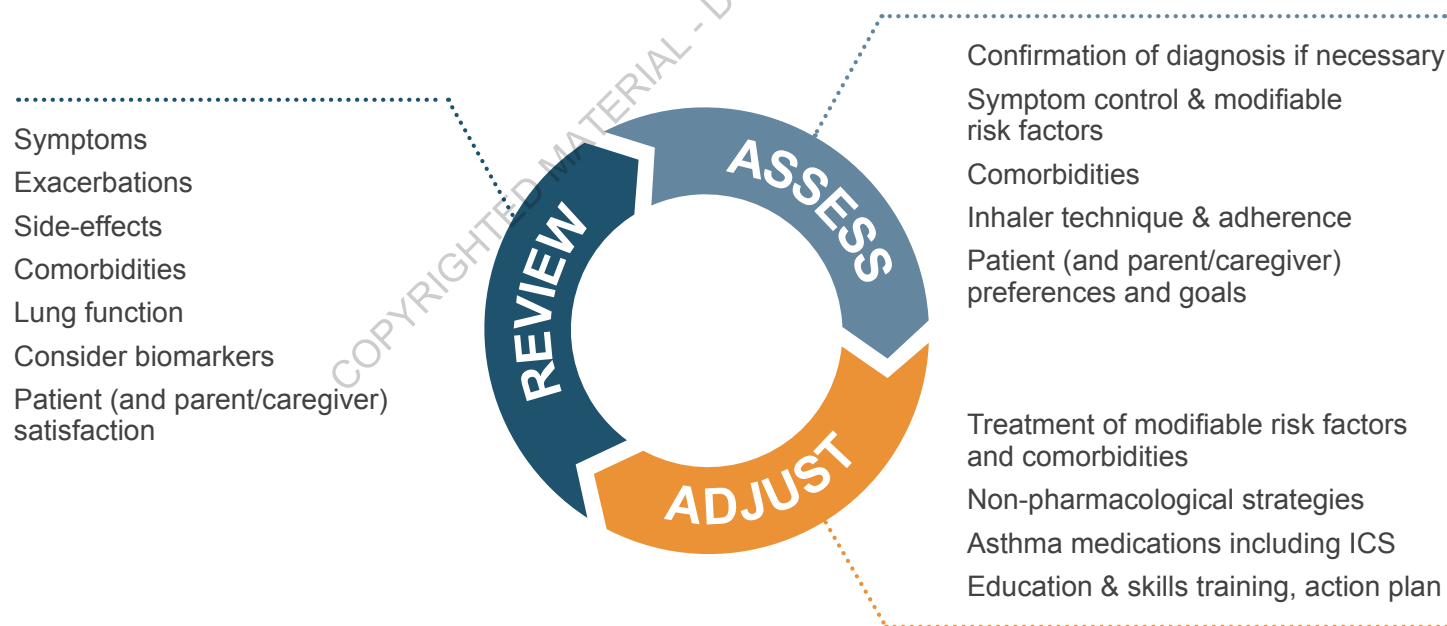 Symptoms
Exacerbations
Side-effects
Comorbidities
Lung function
Consider biomarkers
Patient (and parent/caregiver)
satisfaction
REVIEW
ASSESS
ADJUST
Confirmation of diagnosis if necessary
Symptom control & modifiable
risk factors
Comorbidities
Inhaler technique & adherence
Patient (and parent/caregiver)
preferences and goals
Treatment of modifiable risk factors
and comorbidities
Non-pharmacological strategies
Asthma medications including ICS
Education & skills training, action plan
COPYRIGHTED MATERIAL -